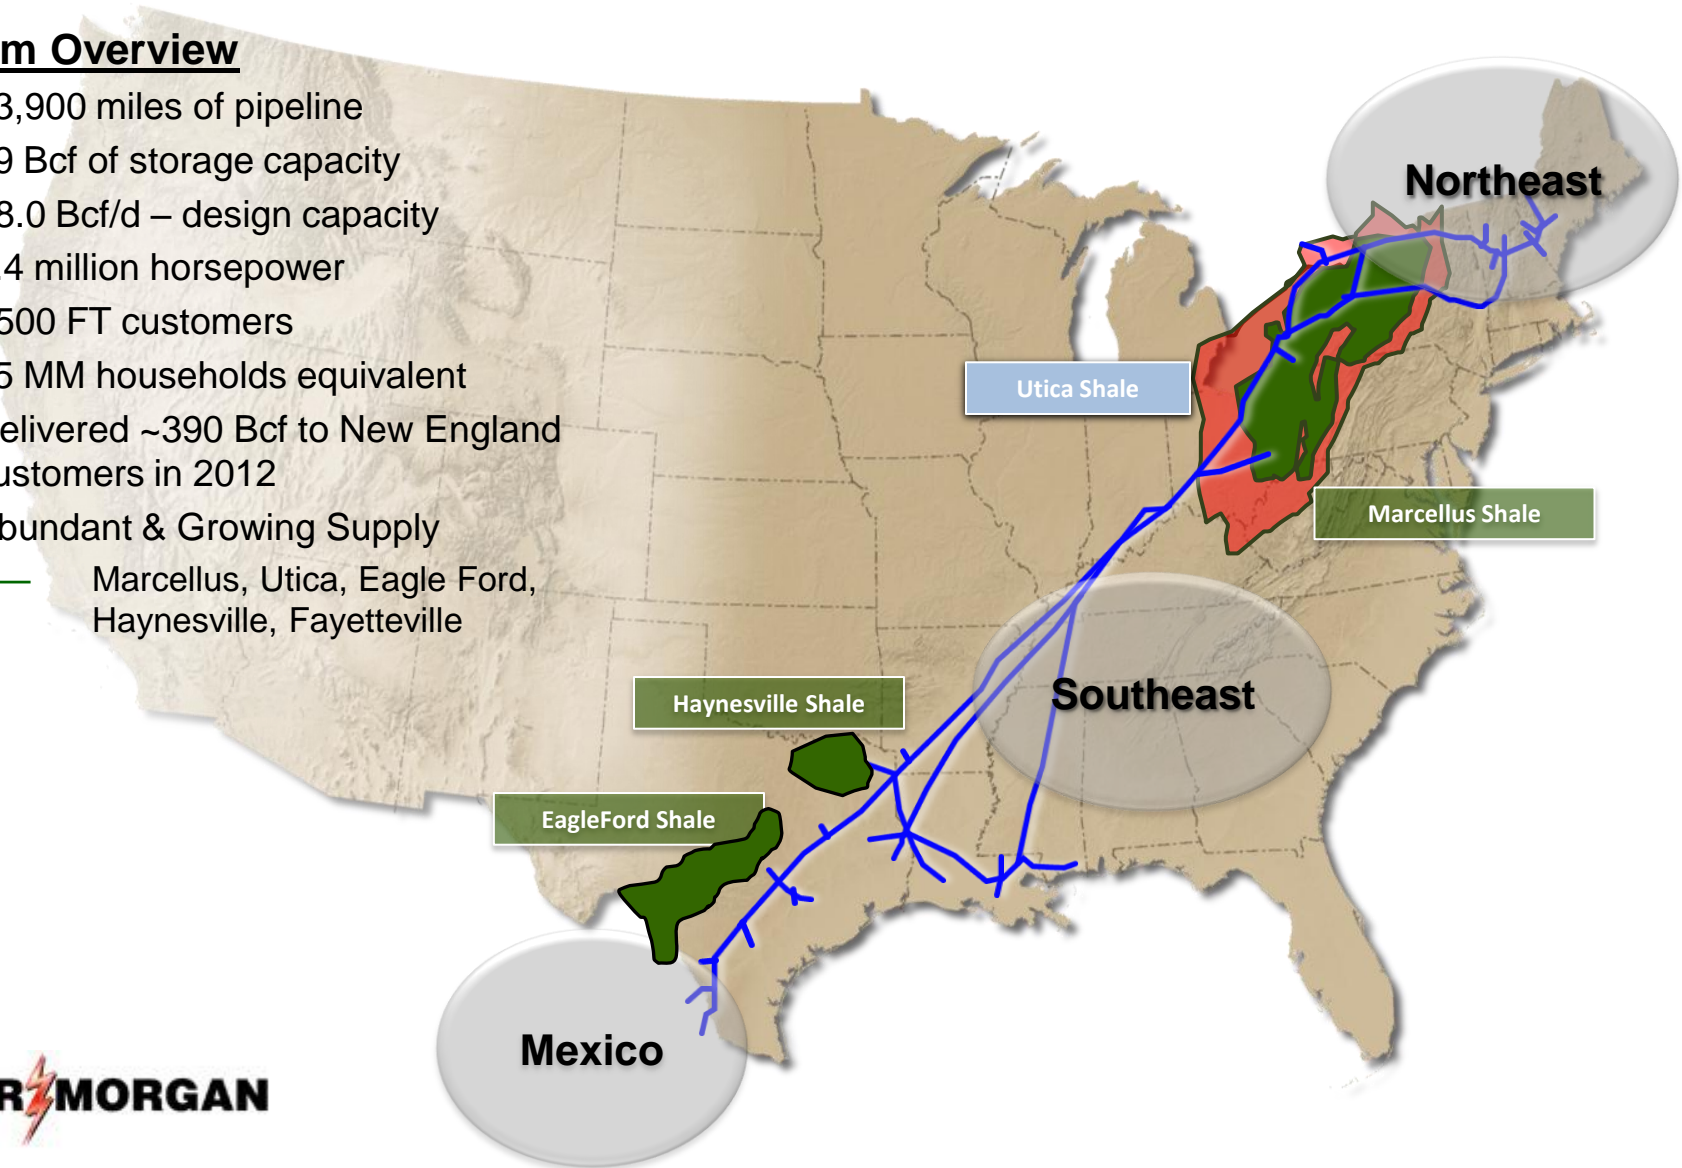 m Overview
3,900 miles of pipeline
9 Bcf of storage capacity
8.0 Bcf/d – design capacity
.4 million horsepower
500 FT customers
5 MM households equivalent
elivered ~390 Bcf to New England
ustomers in 2012
bundant & Growing Supply
— Marcellus, Utica, Eagle Ford,
Haynesville, Fayetteville
Northeast
Utica Shale
Marcellus Shale
Southeast
Haynesville Shale
EagleFord Shale
Mexico
R MORGAN